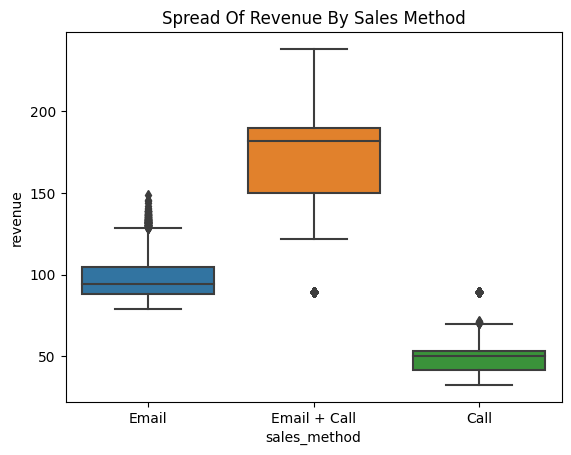 Spread Of Revenue By Sales Method
200
150
100
50
revenue
Email
Email + Call
Call
sales_method